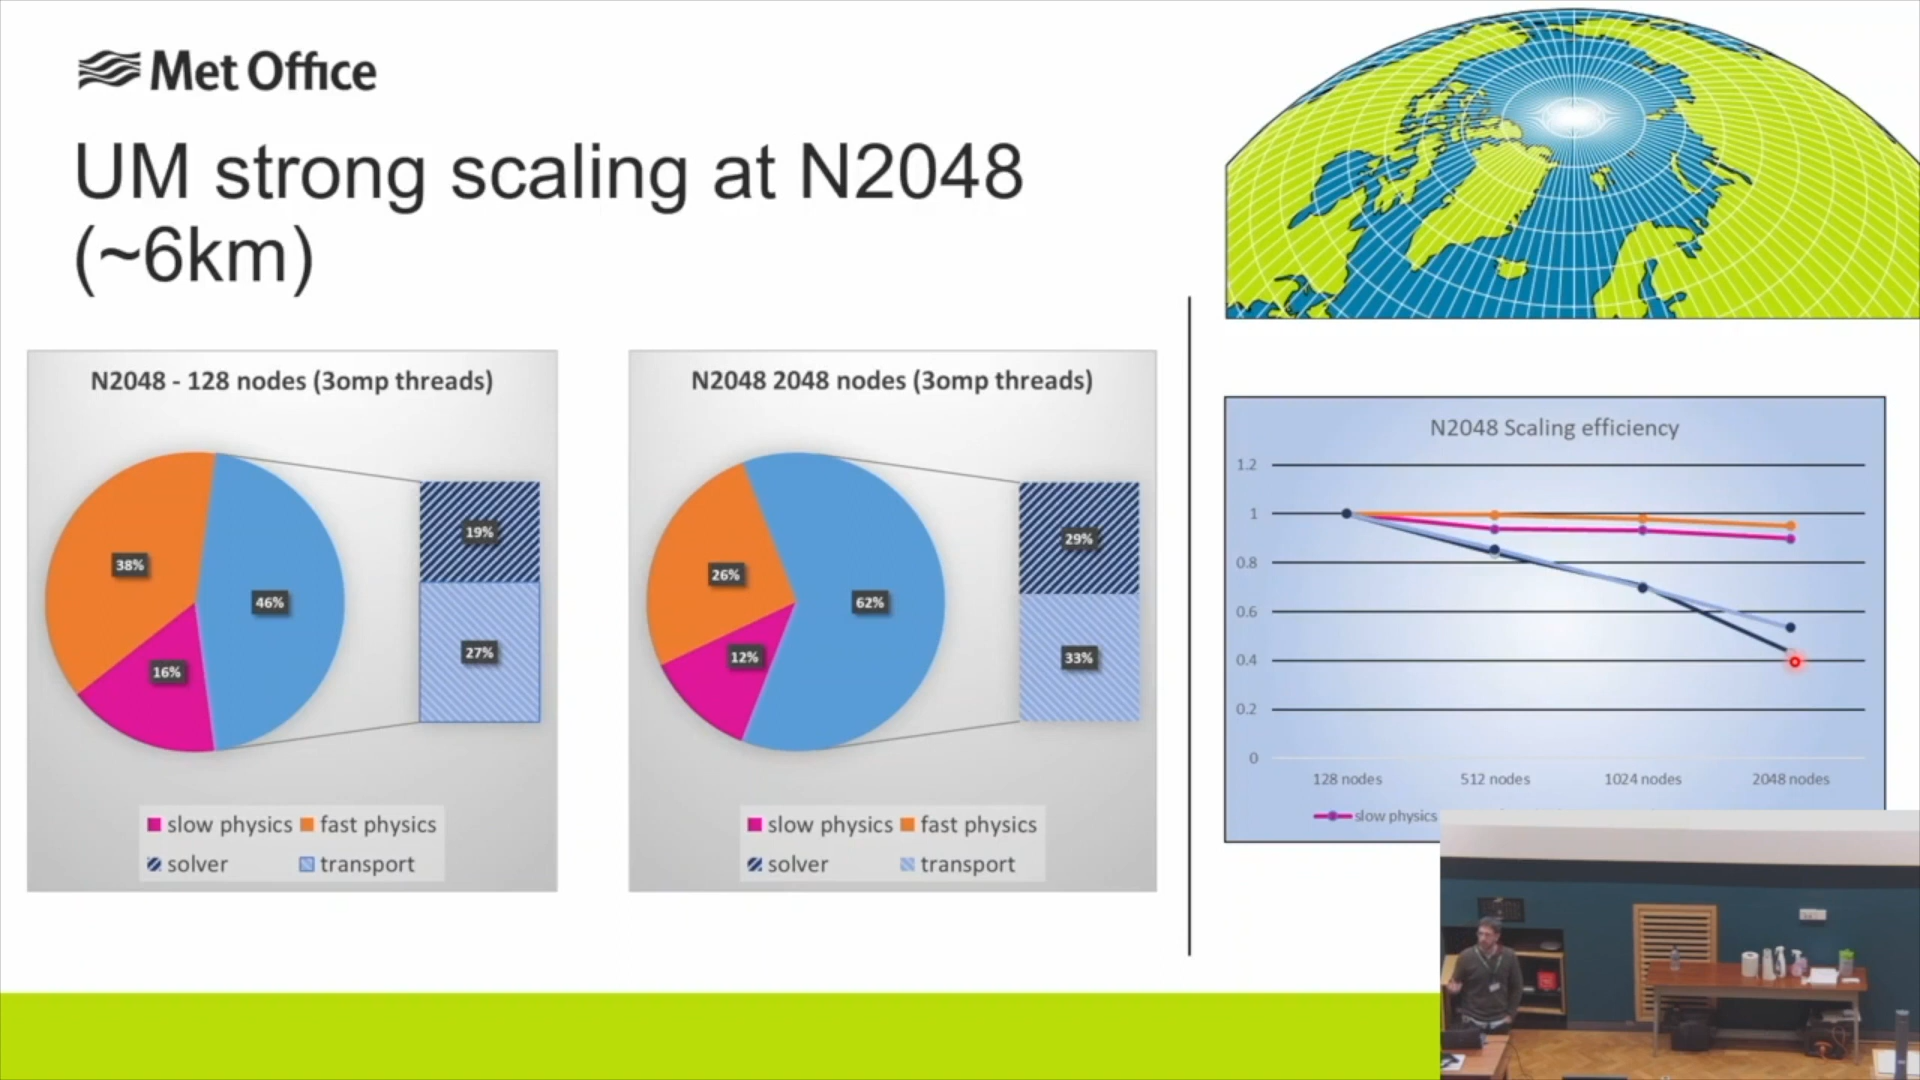 Met Office
UM strong scaling at N2048
(~6km)
N2048 - 128 nodes (3omp threads)
38%
46%
16%
19%
27%
slow physics fast physics
solver transport
N2048 2048 nodes (3omp threads)
26%
62%
12%
29%
33%
slow physics fast physics
solver transport
N2048 Scaling efficiency
1.2
1
0.8
0.6
0.4
0.2
0
128 nodes 512 nodes 1024 nodes 2048 nodes
slow physics